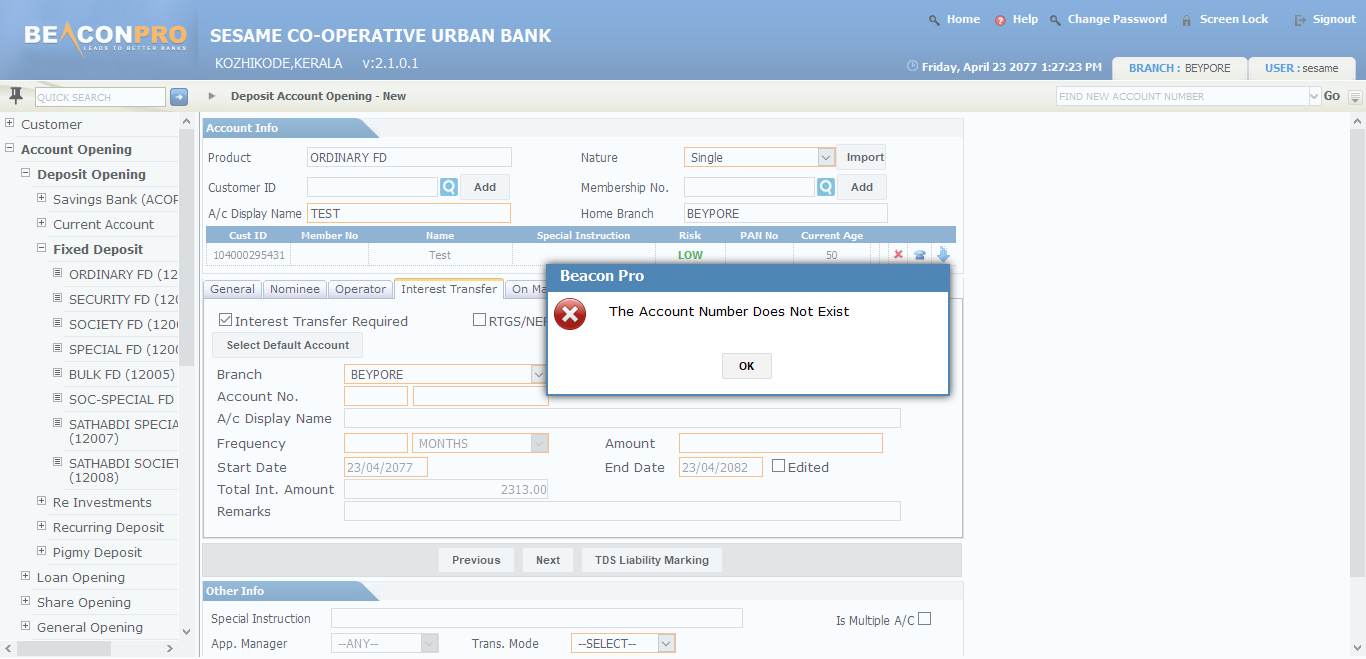 BEACONPRO
LEADS TO BETTER BANKS
SESAME CO-OPERATIVE URBAN BANK
KOZHIKODE,KERALA v:2.1.0.1
Home Help Change Password Screen Lock Signout
Friday, April 23 2077 1:27:23 PM BRANCH : BEYPORE USER : sesame
QUICK SEARCH Deposit Account Opening - New FIND NEW ACCOUNT NUMBER Go
Customer
Account Opening
Deposit Opening
Savings Bank (ACOP
Current Account
Fixed Deposit
ORDINARY FD (12
SECURITY FD (120
SOCIETY FD (120
SPECIAL FD (120
BULK FD (12005)
SOC-SPECIAL FD
SATHABDI SPECIA
(12007)
SATHABDI SOCIET
(12008)
Re Investments
Recurring Deposit
Pigmy Deposit
Loan Opening
Share Opening
General Opening
Account Info
Product ORDINARY FD Nature Single Import
Customer ID Add Membership No. Add
A/c Display Name TEST Home Branch BEYPORE
Cust ID Member No Name Special Instruction Risk PAN No Current Age
104000295431 Test LOW 50
General Nominee Operator Interest Transfer On Ma
Beacon Pro
The Account Number Does Not Exist
OK
Interest Transfer Required RTGS/NEF
Select Default Account
Branch BEYPORE
Account No.
A/c Display Name
Frequency MONTHS Amount
Start Date 23/04/2077 End Date 23/04/2082 Edited
Total Int. Amount 2313.00
Remarks
Previous Next TDS Liability Marking
Other Info
Special Instruction Is Multiple A/C
App. Manager --ANY-- Trans. Mode --SELECT--